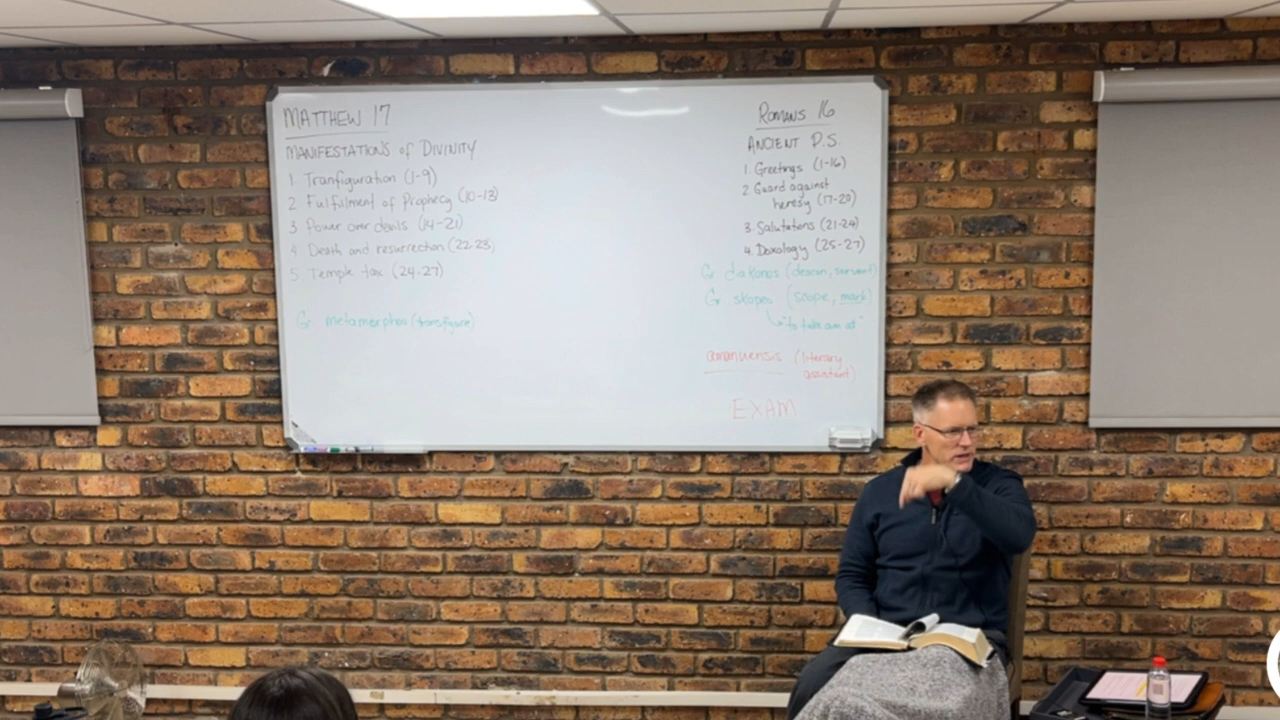 MATTHEW 17
MANIFESTATIONS of DIVINITY
1 Tranfiguration (1-9)
2 Fulfilment of Prophecy (10-13)
3 Power over devils (14-21)
4 Death and resurrection (22-23)
5 Temple tax (24-27)
Gr metamorphos (transfigure)
ROMANS 16
ANCIENT P.S.
1. Greetings (1-16)
2 Guard against
heresy (17-20)
3. Salutations (21-24)
4. Doxology (25-27)
Gr diakonos (deacon, servant)
Gr skopeo (scope, mark)
"to take aim at"
amanuensis (literary
assistant)
EXAM